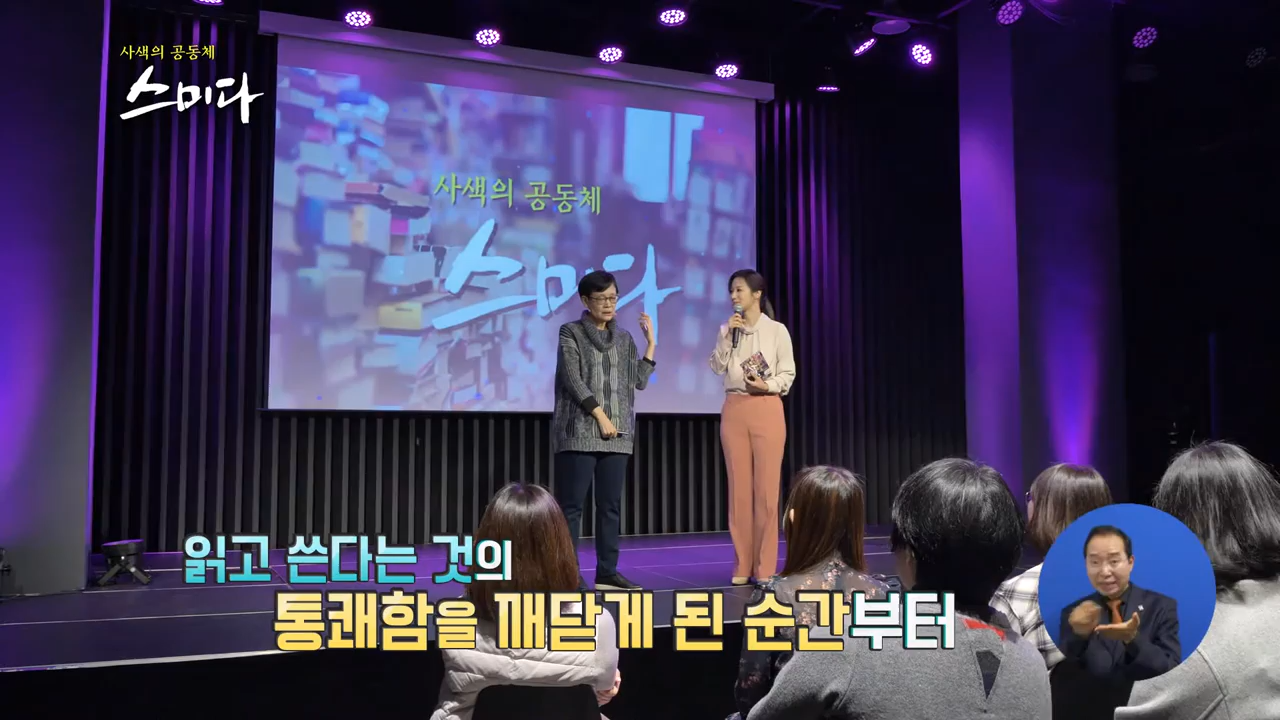 사색의 공동체
스미다
사색의 공동체
스미다
읽고 쓴다는 것의
통쾌함을 깨닫게 된 순간부터